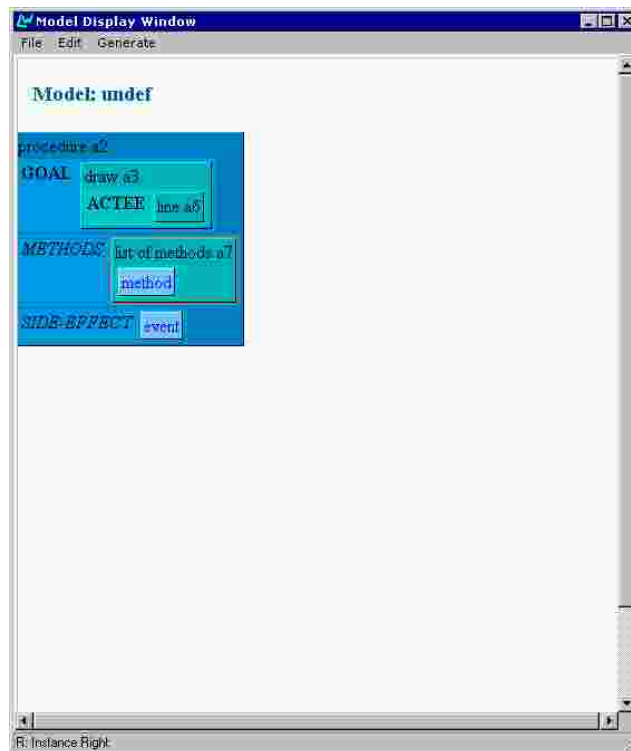 Model Display Window
File Edit Generate
Model: undef
procedure a2
GOAL draw a3
ACTEE line a6
METHODS list of methods a7
method
SIDE-EFFECT event
R: Instance Right: